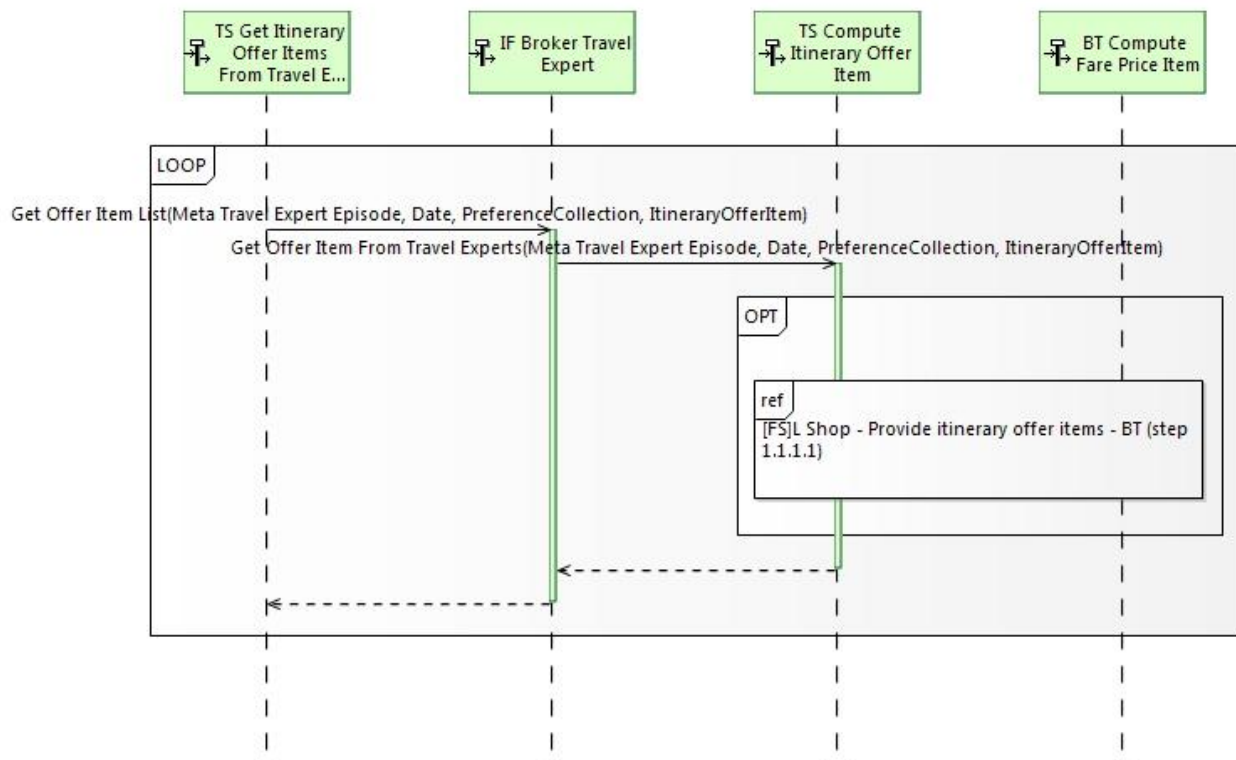 TS Get Itinerary
Offer Items
From Travel E...
IF Broker Travel
Expert
TS Compute
Itinerary Offer
Item
BT Compute
Fare Price Item
LOOP
Get Offer Item List(Meta Travel Expert Episode, Date, PreferenceCollection, ItineraryOfferItem)
Get Offer Item From Travel Experts(Meta Travel Expert Episode, Date, PreferenceCollection, ItineraryOfferItem)
OPT
ref
[FS]L Shop - Provide itinerary offer items - BT (step
1.1.1.1)